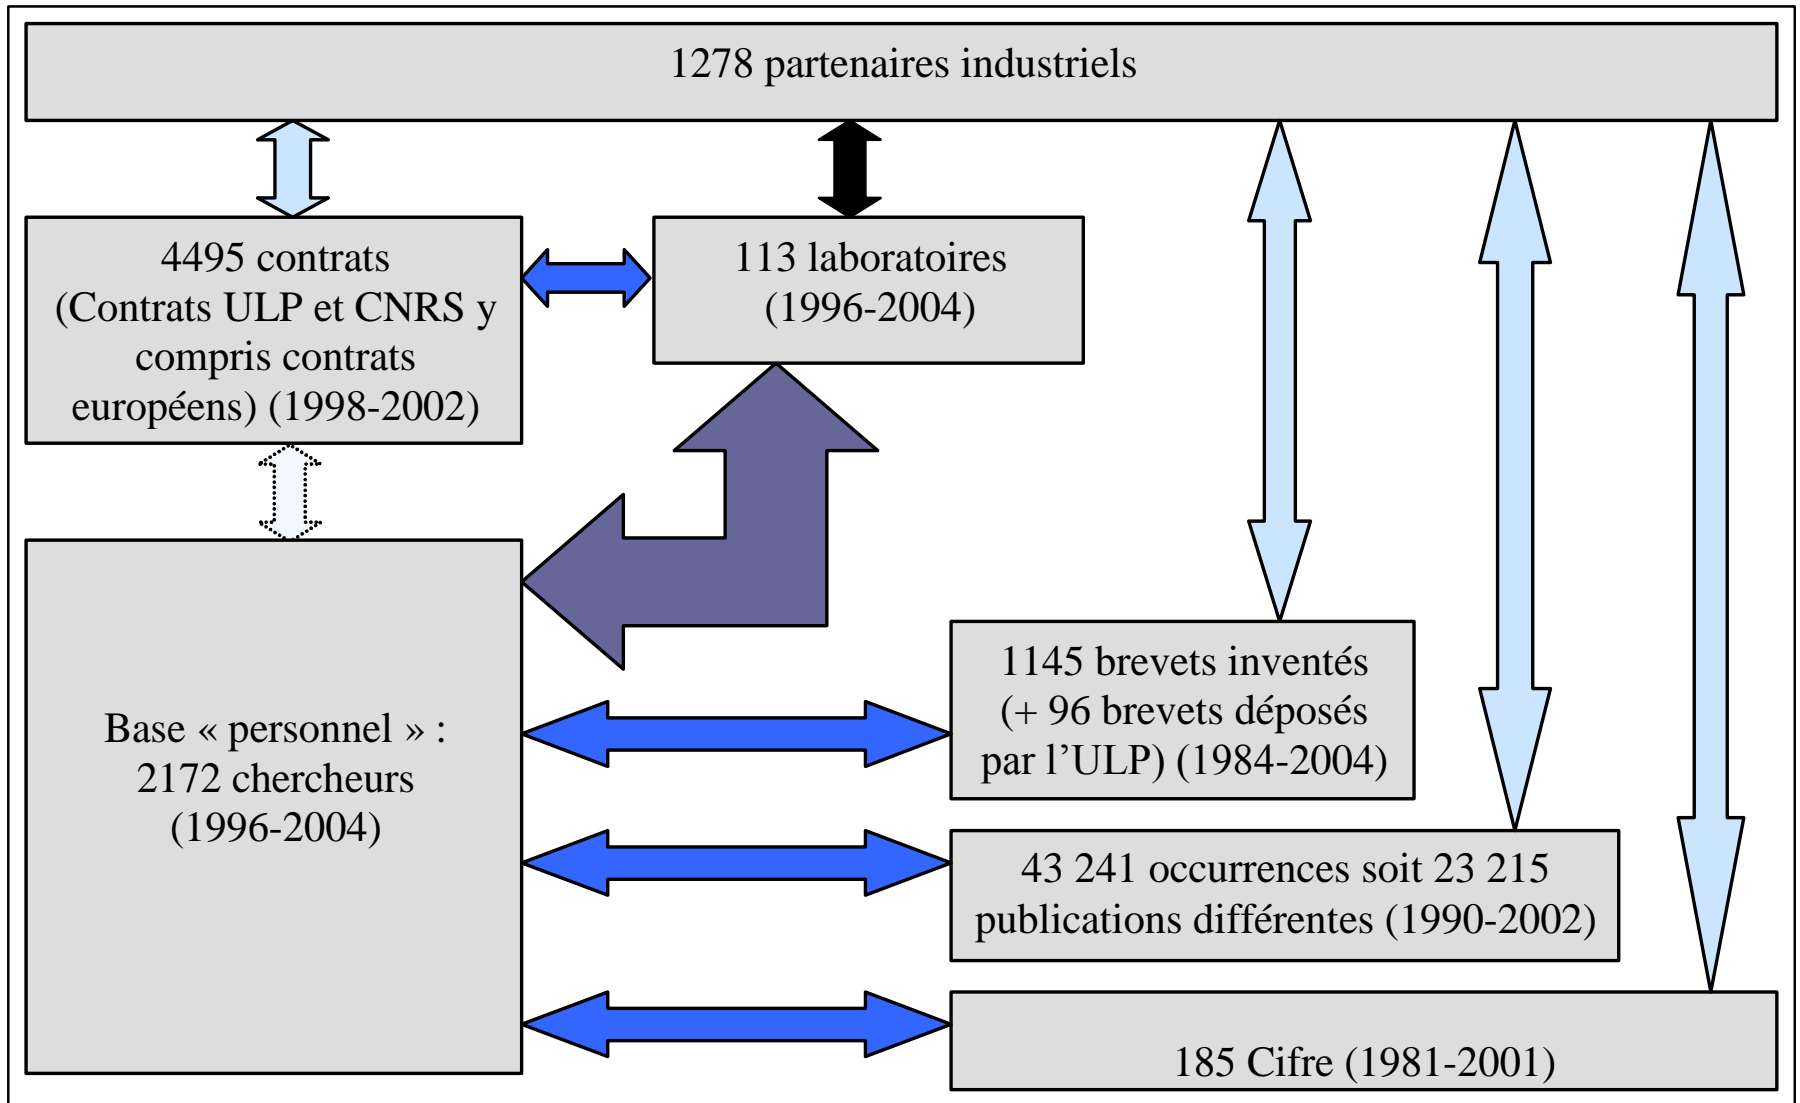 1278 partenaires industriels
4495 contrats
(Contrats ULP et CNRS y
compris contrats
européens) (1998-2002)
113 laboratoires
(1996-2004)
Base « personnel » :
2172 chercheurs
(1996-2004)
1145 brevets inventés
(+ 96 brevets déposés
par l’ULP) (1984-2004)
43 241 occurrences soit 23 215
publications différentes (1990-2002)
185 Cifre (1981-2001)